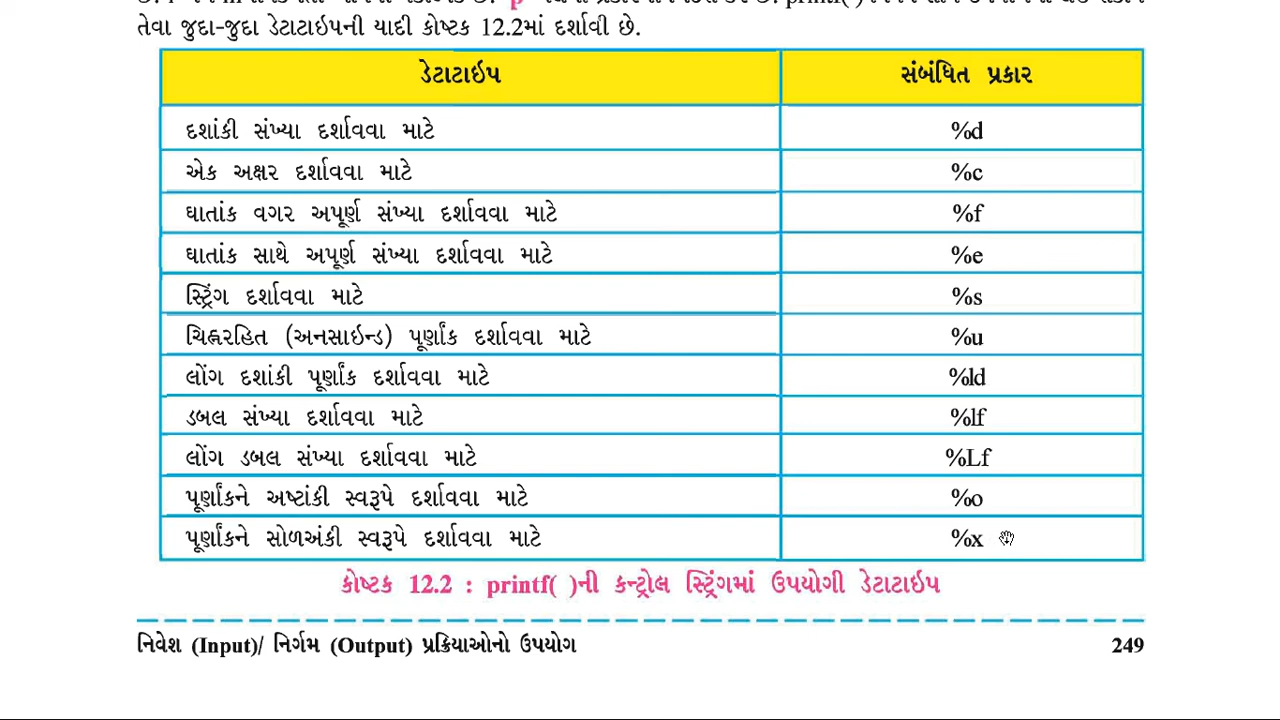 તેવા જુદા-જુદા ડેટાટાઇપની યાદી કોષ્ટક 12.2માં દર્શાવી છે.
ડેટાટાઇપ સંબંધિત પ્રકાર
દશાંકી સંખ્યા દર્શાવવા માટે %d
એક અક્ષર દર્શાવવા માટે %c
ઘાતાંક વગર અપૂર્ણ સંખ્યા દર્શાવવા માટે %f
ઘાતાંક સાથે અપૂર્ણ સંખ્યા દર્શાવવા માટે %e
સ્ટ્રિંગ દર્શાવવા માટે %s
ચિહ્નરહિત (અનસાઇન્ડ) પૂર્ણાંક દર્શાવવા માટે %u
લોંગ દશાંકી પૂર્ણાંક દર્શાવવા માટે %ld
ડબલ સંખ્યા દર્શાવવા માટે %lf
લોંગ ડબલ સંખ્યા દર્શાવવા માટે %Lf
પૂર્ણાંકને અષ્ટાંકી સ્વરૂપે દર્શાવવા માટે %o
પૂર્ણાંકને સોળઅંકી સ્વરૂપે દર્શાવવા માટે %x
કોષ્ટક 12.2 : printf( )ની કન્ટ્રોલ સ્ટ્રિંગમાં ઉપયોગી ડેટાટાઇપ
નિવેશ (Input)/ નિર્ગમ (Output) પ્રક્રિયાઓનો ઉપયોગ 249